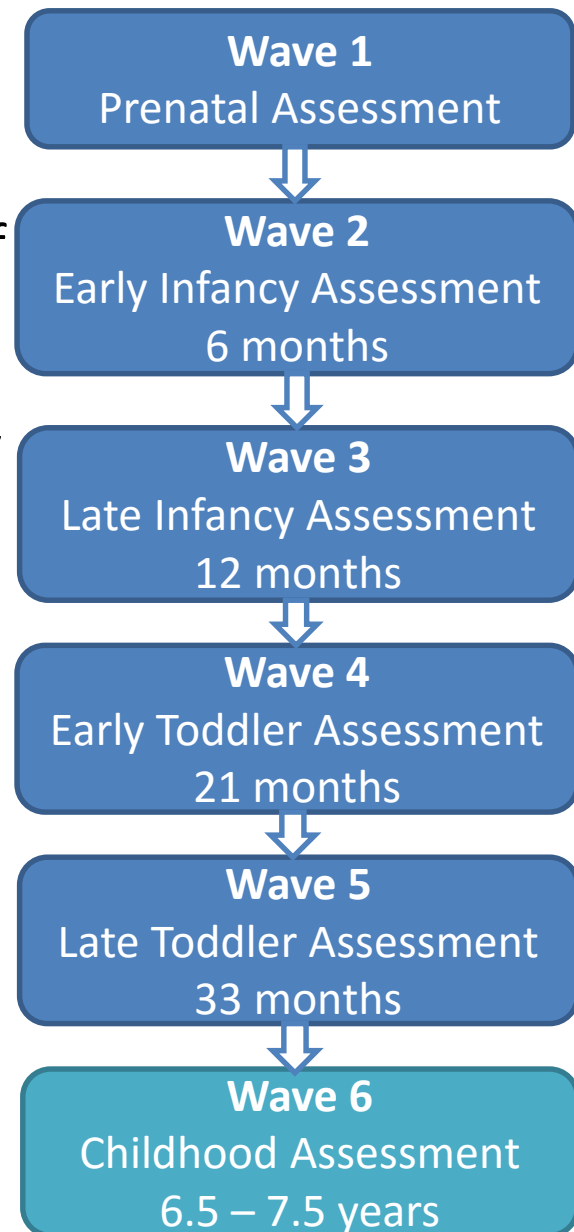 Wave 1
Prenatal Assessment
Wave 2
Early Infancy Assessment
6 months
Wave 3
Late Infancy Assessment
12 months
Wave 4
Early Toddler Assessment
21 months
Wave 5
Late Toddler Assessment
33 months
Wave 6
Childhood Assessment
6.5 – 7.5 years